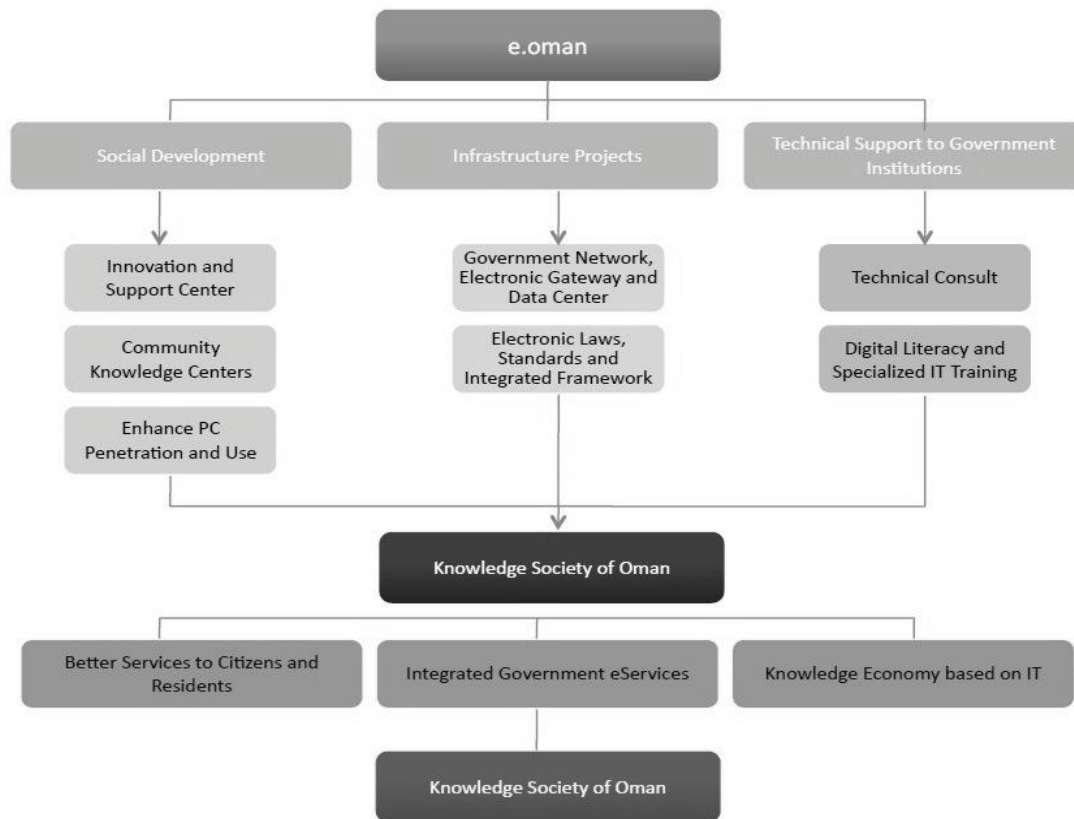 e.oman
Social Development
Infrastructure Projects
Technical Support to Government
Institutions
Innovation and
Support Center
Government Network,
Electronic Gateway and
Data Center
Technical Consult
Community
Knowledge Centers
Electronic Laws,
Standards and
Integrated Framework
Digital Literacy and
Specialized IT Training
Enhance PC
Penetration and Use
Knowledge Society of Oman
Better Services to Citizens and
Residents
Integrated Government eServices
Knowledge Economy based on IT
Knowledge Society of Oman